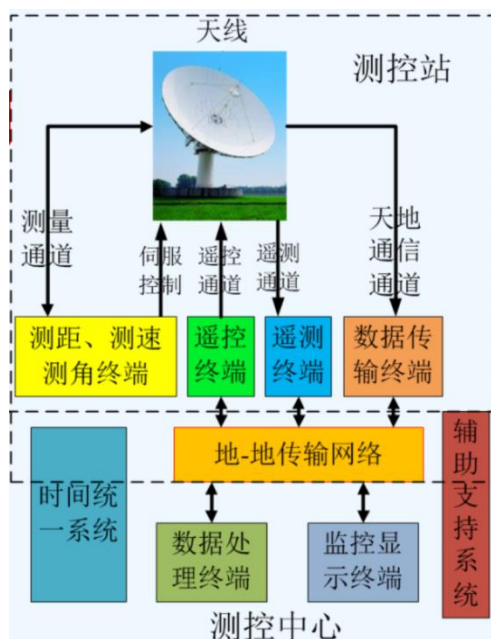 天线
测控站
测量
通道
伺服
控制
遥控
通道
遥测
通道
天地
通信
通道
测距、测速
测角终端
遥控
终端
遥测
终端
数据传
输终端
地-地传输网络
时间统
一系统
辅助
支持
系统
数据处
理终端
监控显
示终端
测控中心